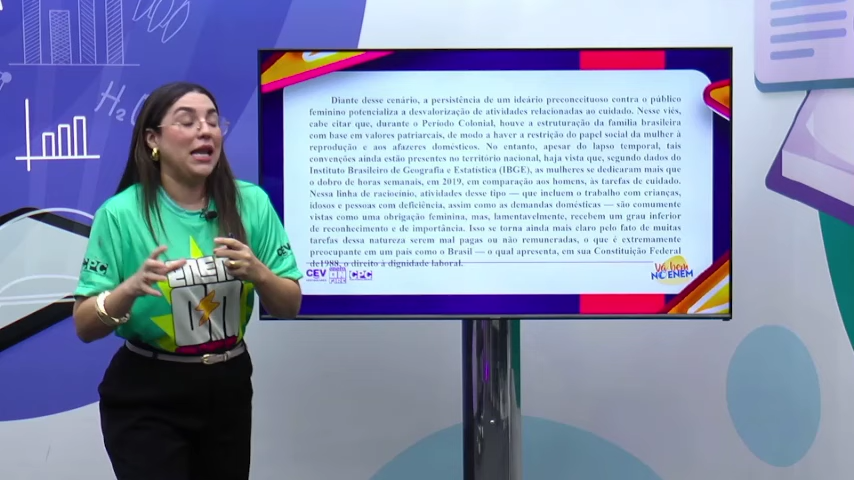 Diante desse cenário, a persistência de um ideário preconceituoso contra o público
feminino potencializa a desvalorização de atividades relacionadas ao cuidado. Nesse viés,
cabe citar que, durante o Período Colonial, houve a estruturação da família brasileira
com base em valores patriarcais, de modo a haver a restrição do papel social da mulher à
reprodução e aos afazeres domésticos. No entanto, apesar do lapso temporal, tais
convenções ainda estão presentes no território nacional, haja vista que, segundo dados do
Instituto Brasileiro de Geografia e Estatística (IBGE), as mulheres se dedicaram mais que
o dobro de horas semanais, em 2019, em comparação aos homens, às tarefas de cuidado.
Nessa linha de raciocínio, atividades desse tipo — que incluem o trabalho com crianças,
idosos e pessoas com deficiência, assim como as demandas domésticas — são comumente
vistas como uma obrigação feminina, mas, lamentavelmente, recebem um grau inferior
de reconhecimento e de importância. Isso se torna ainda mais claro pelo fato de muitas
tarefas dessa natureza serem mal pagas ou não remuneradas, o que é extremamente
preocupante em um país como o Brasil — o qual apresenta, em sua Constituição Federal
de1988, o direito à dignidade laboral.
CEV
CPC
Vá bem
NO ENEM
H₂
CPC
ENEM
ON
CEV